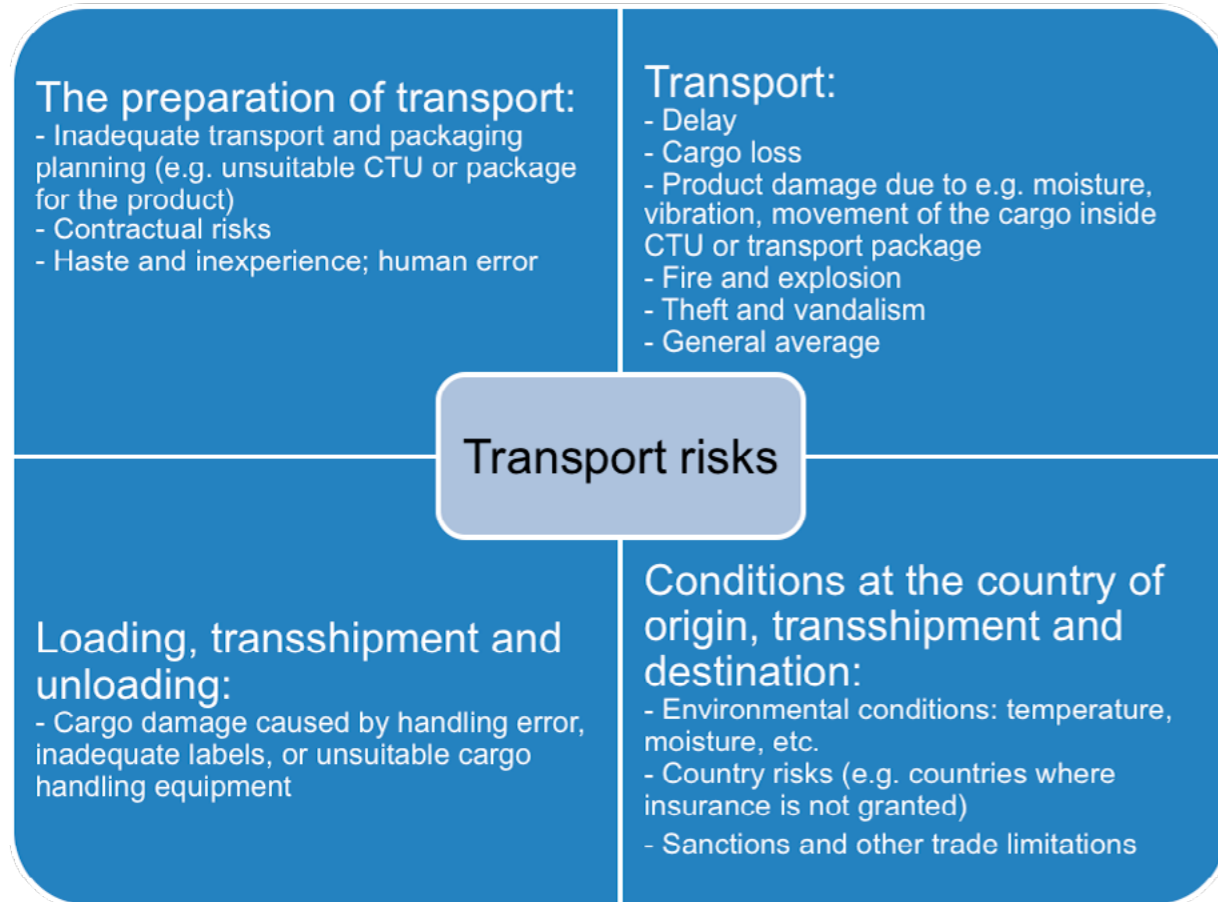 The preparation of transport:
- Inadequate transport and packaging
planning (e.g. unsuitable CTU or package
for the product)
- Contractual risks
- Haste and inexperience; human error
Transport:
- Delay
- Cargo loss
- Product damage due to e.g. moisture,
vibration, movement of the cargo inside
CTU or transport package
- Fire and explosion
- Theft and vandalism
- General average
Transport risks
Loading, transshipment and
unloading:
- Cargo damage caused by handling error,
inadequate labels, or unsuitable cargo
handling equipment
Conditions at the country of
origin, transshipment and
destination:
- Environmental conditions: temperature,
moisture, etc.
- Country risks (e.g. countries where
insurance is not granted)
- Sanctions and other trade limitations